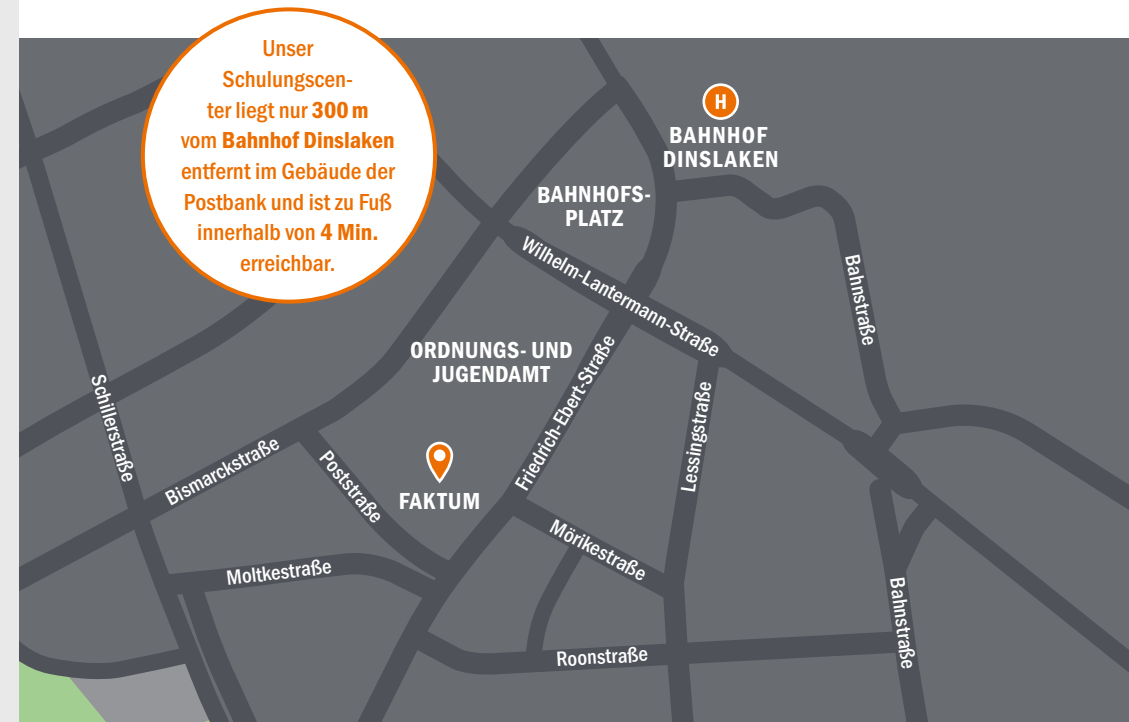 Unser
Schulungscen-
ter liegt nur 300 m
vom Bahnhof Dinslaken
entfernt im Gebäude der
Postbank und ist zu Fuß
innerhalb von 4 Min.
erreichbar.
H
BAHNHOF
DINSLAKEN
BAHNHOFS-
PLATZ
Wilhelm-Lantermann-Straße
Bahnstraße
ORDNUNGS- UND
JUGENDAMT
Friedrich-Ebert-Straße
Lessingstraße
Schillerstraße
Bismarckstraße
Poststraße
FAKTUM
Mörikestraße
Moltkestraße
Bahnstraße
Roonstraße